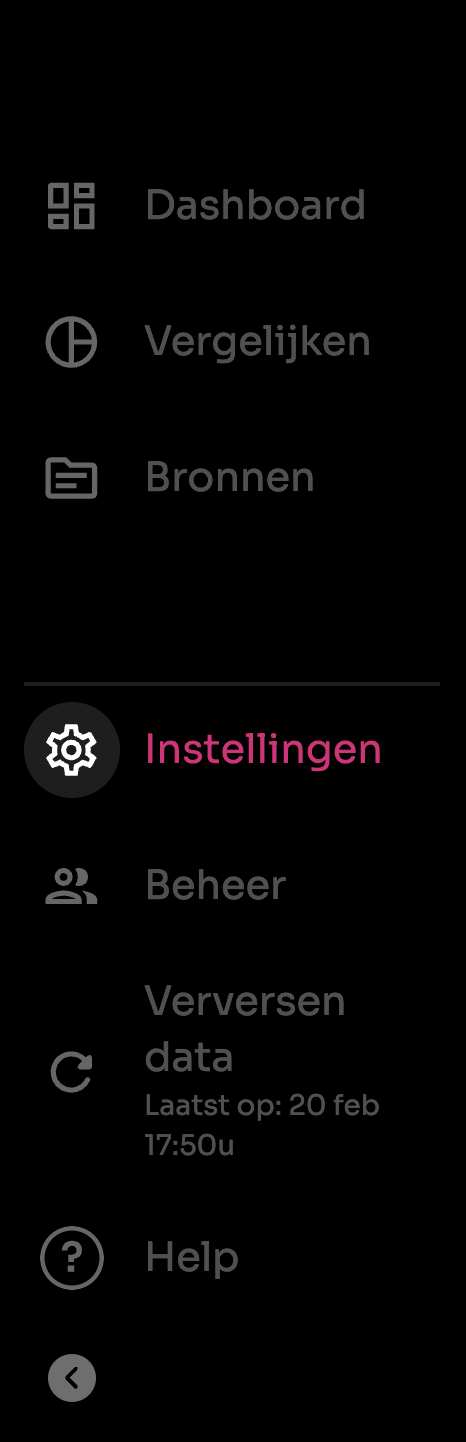 Dashboard
Vergelijken
Bronnen
Instellingen
Beheer
Verversen
data
Laatst op: 20 feb
17:50u
?
Help